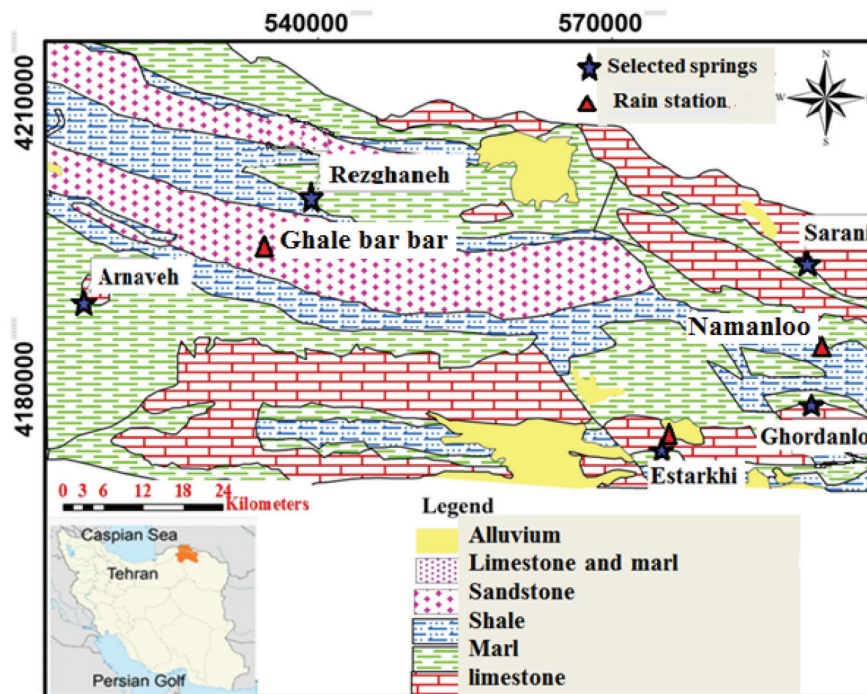 540000 570000
4210000
4180000
Selected springs
Rain station
N
W
S
Rezghaneh
Ghale bar bar
Arnaveh
Sarani
Namanloo
Ghordanlo
Estarkhi
0 3 6 12 18 24
Kilometers
Legend
Alluvium
Limestone and marl
Sandstone
Shale
Marl
limestone
Caspian Sea
Tehran
Persian Golf